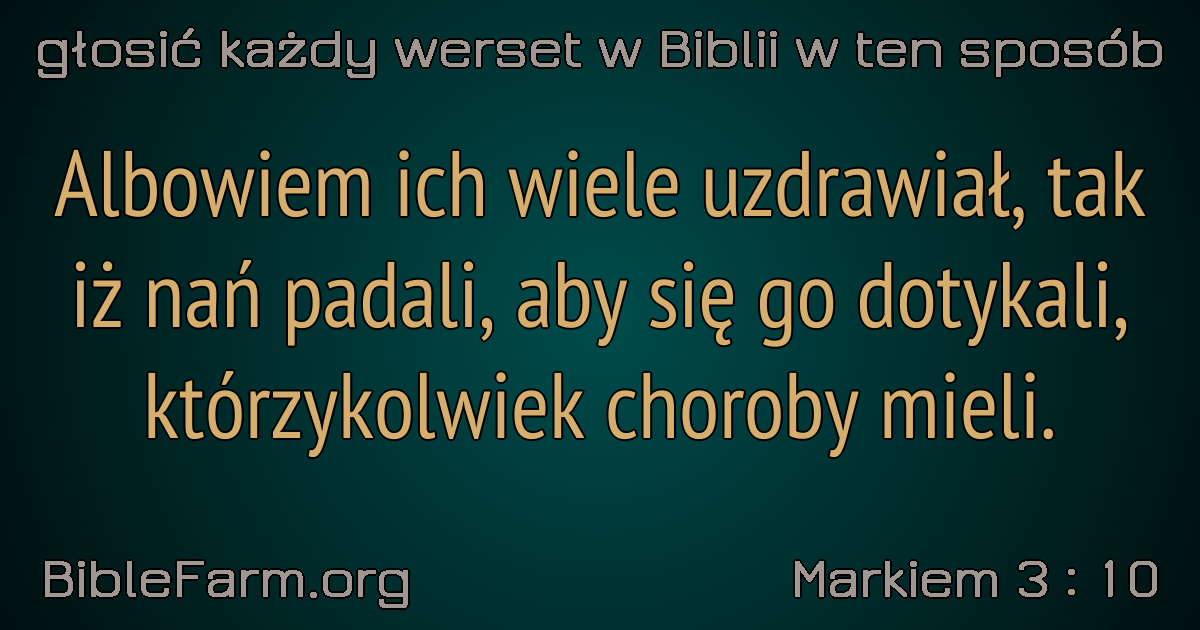 głosić każdy werset w Biblii w ten sposób
Albowiem ich wiele uzdrawiał, tak
iż nań padali, aby się go dotykali,
którzykolwiek choroby mieli.
BibleFarm.org
Markiem 3 : 10